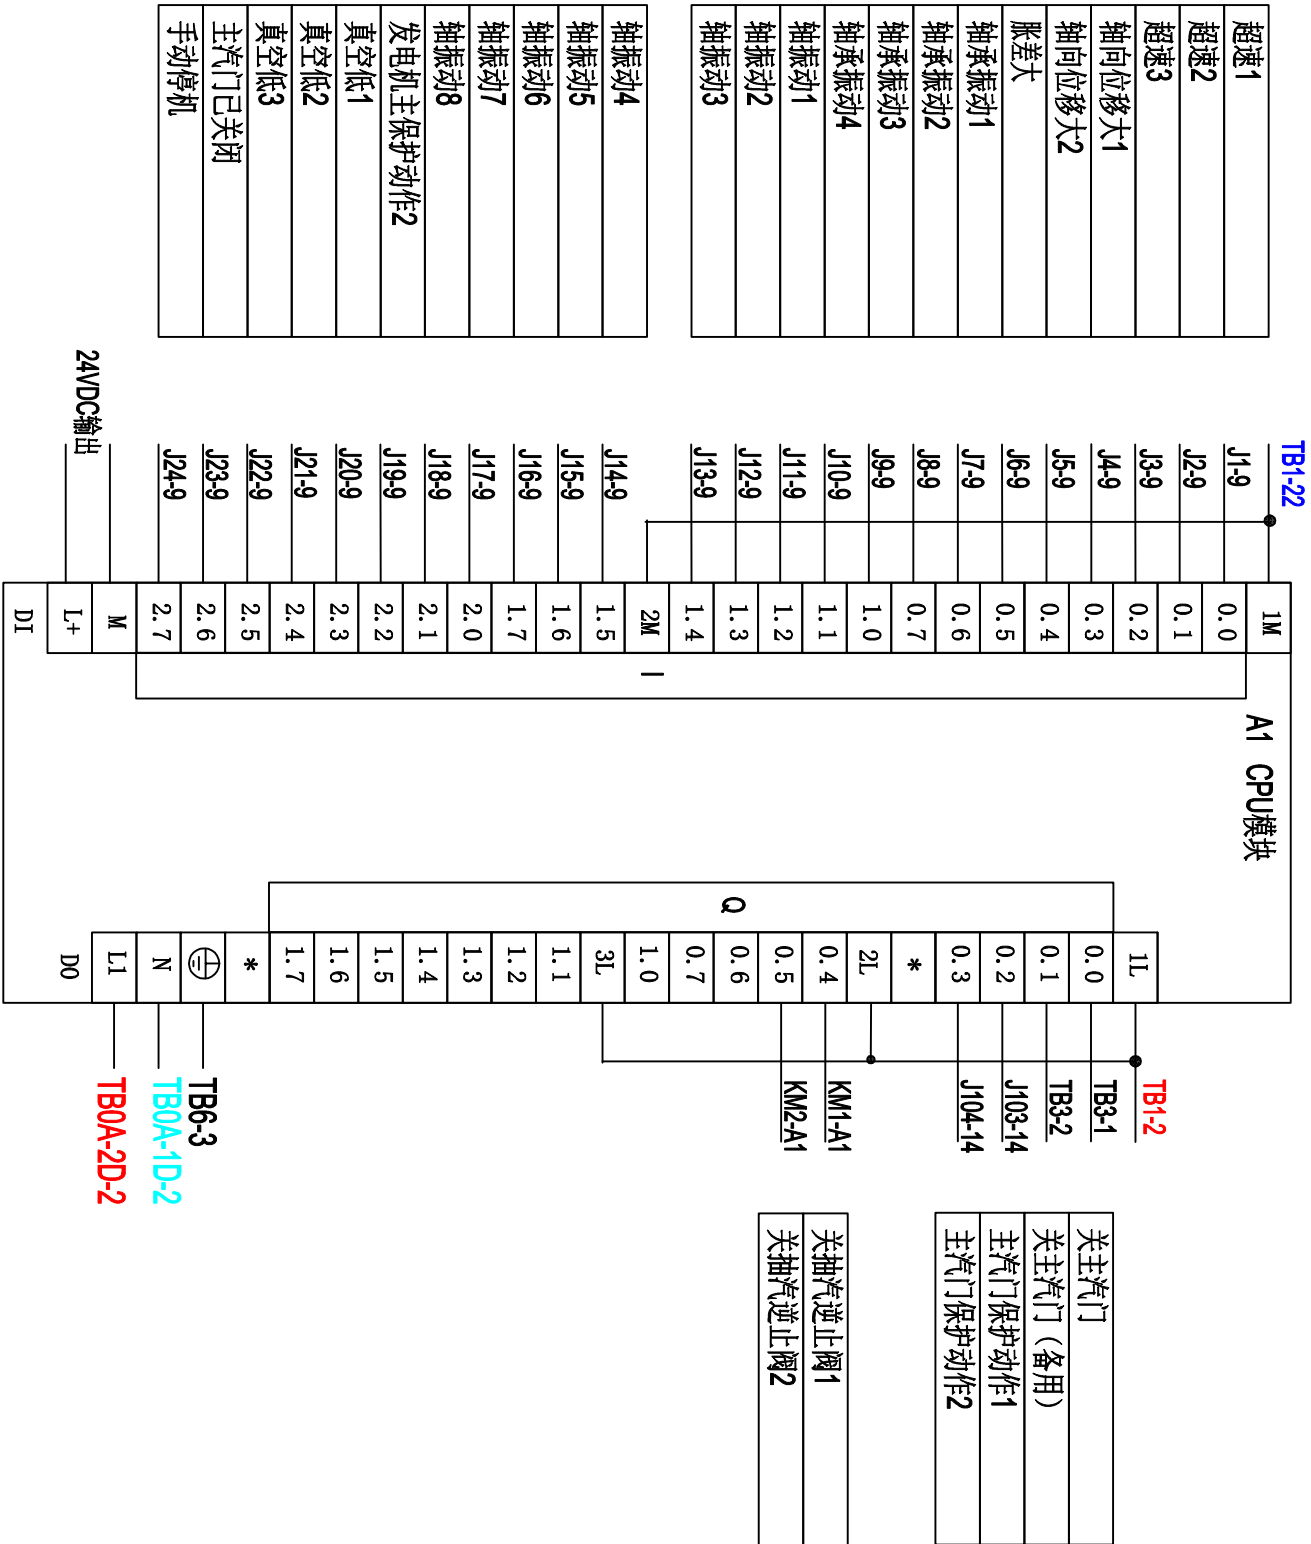 超速1
超速2
超速3
轴向位移大1
轴向位移大2
胀差大
轴承振动1
轴承振动2
轴承振动3
轴承振动4
轴振动1
轴振动2
轴振动3
轴振动4
轴振动5
轴振动6
轴振动7
轴振动8
发电机主保护动作2
真空低1
真空低2
真空低3
主汽门已关闭
手动停机
TB1-22
J1-9
J2-9
J3-9
J4-9
J5-9
J6-9
J7-9
J8-9
J9-9
J10-9
J11-9
J12-9
J13-9
J14-9
J15-9
J16-9
J17-9
J18-9
J19-9
J20-9
J21-9
J22-9
J23-9
J24-9
24VDC输出
1M
0.0
0.1
0.2
0.3
0.4
0.5
0.6
0.7
1.0
1.1
1.2
1.3
1.4
2M
1.5
1.6
1.7
2.0
2.1
2.2
2.3
2.4
2.5
2.6
2.7
M
L+
DI
I
A1 CPU模块
Q
1L
0.0
0.1
0.2
0.3
*
2L
0.4
0.5
0.6
0.7
1.0
3L
1.1
1.2
1.3
1.4
1.5
1.6
1.7
*
N
L1
DO
TB1-2
TB3-1
TB3-2
J103-14
J104-14
KM1-A1
KM2-A1
TB6-3
TB0A-1D-2
TB0A-2D-2
关主汽门
关主汽门（备用）
主汽门保护动作1
主汽门保护动作2
关抽汽逆止阀1
关抽汽逆止阀2